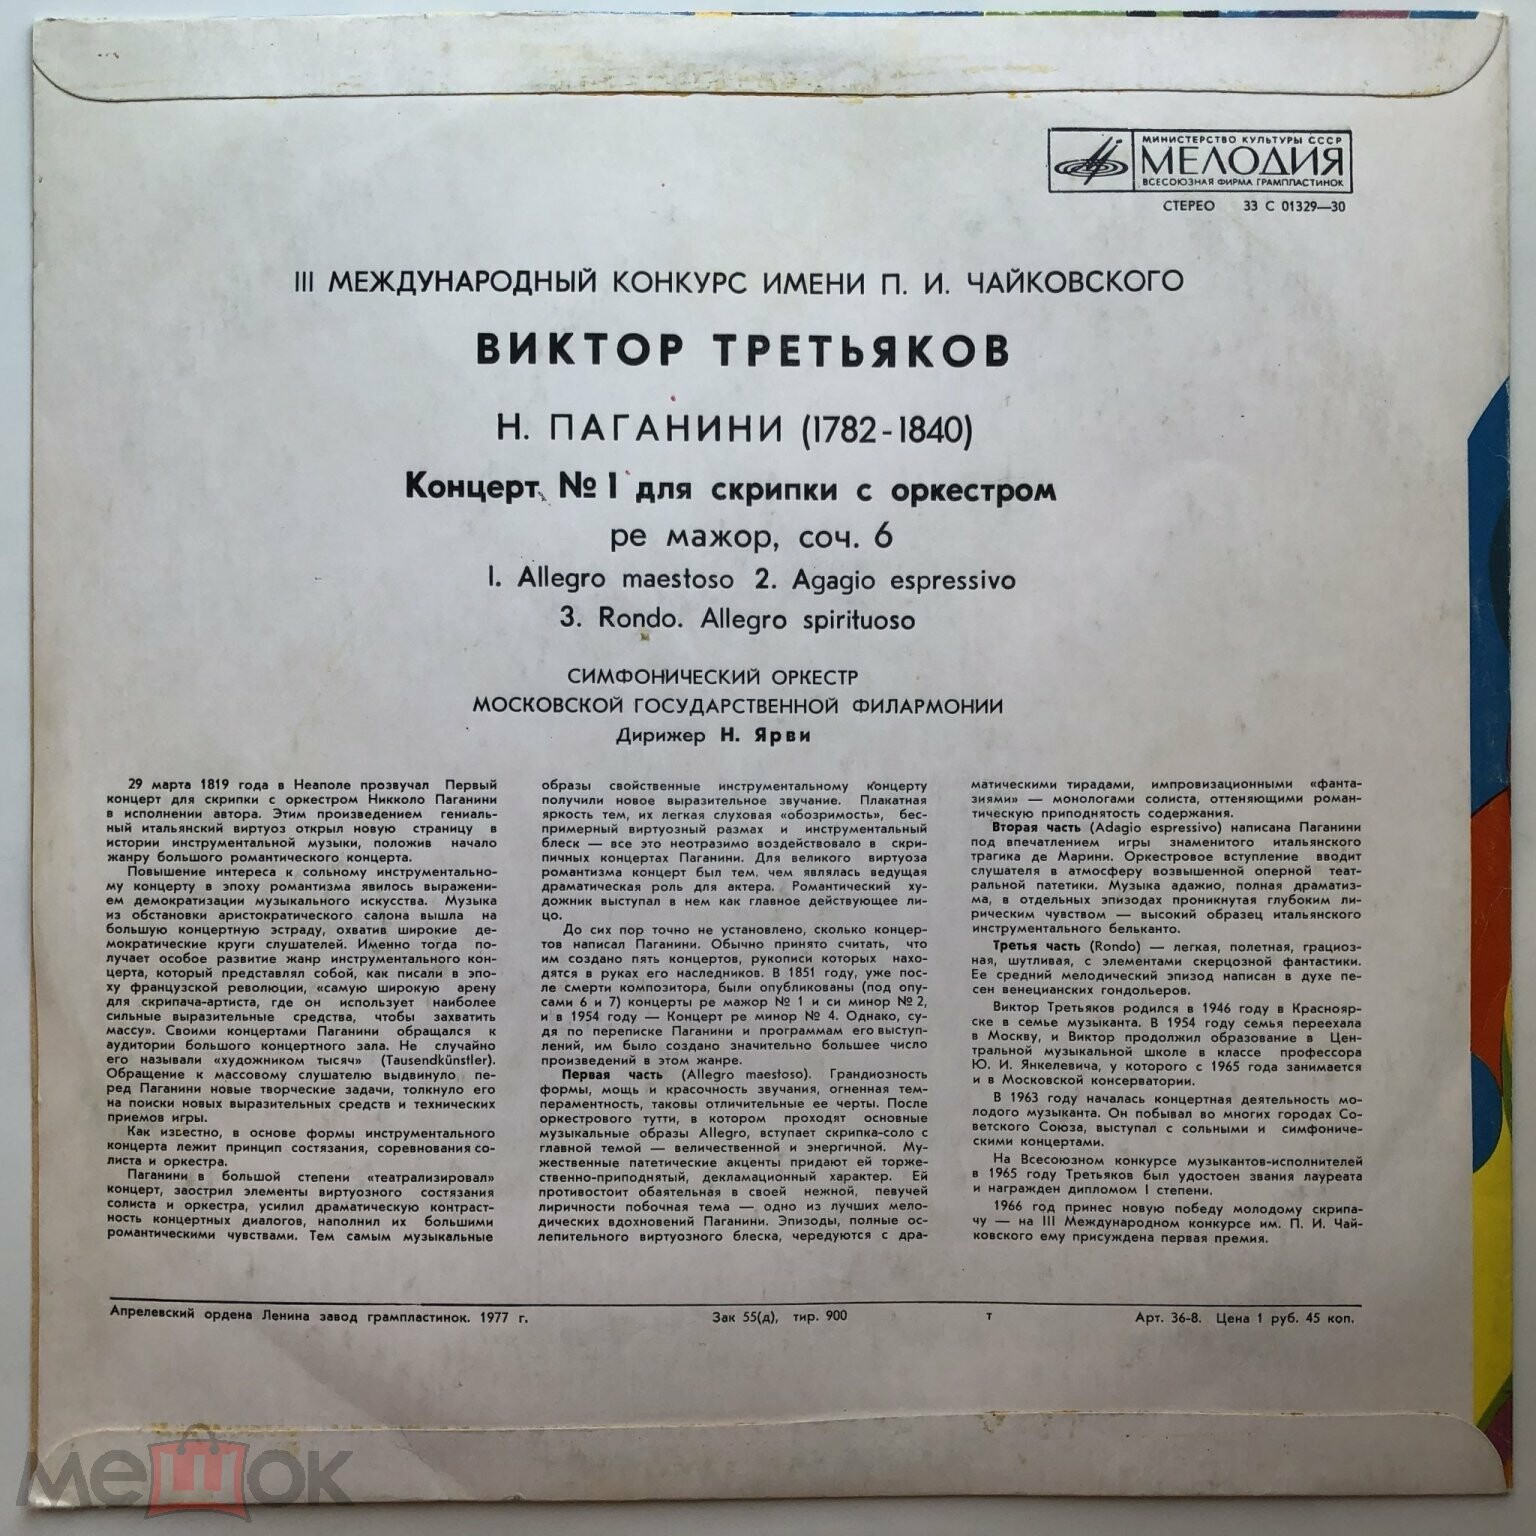 МИНИСТЕРСТВО КУЛЬТУРЫ СССР
МЕЛОДИЯ
ВСЕСОЮЗНАЯ ФИРМА ГРАМПЛАСТИНОК
СТЕРЕО 33 С 01329—30
III МЕЖДУНАРОДНЫЙ КОНКУРС ИМЕНИ П. И. ЧАЙКОВСКОГО
ВИКТОР ТРЕТЬЯКОВ
Н. ПАГАНИНИ (1782-1840)
Концерт № 1 для скрипки с оркестром
ре мажор, соч. 6
1. Allegro maestoso 2. Agagio espressivo
3. Rondo. Allegro spirituoso
СИМФОНИЧЕСКИЙ ОРКЕСТР
МОСКОВСКОЙ ГОСУДАРСТВЕННОЙ ФИЛАРМОНИИ
Дирижер Н. Ярви
29 марта 1819 года в Неаполе прозвучал Первый
концерт для скрипки с оркестром Никколо Паганини
в исполнении автора. Этим произведением гениаль-
ный итальянский виртуоз открыл новую страницу в
истории инструментальной музыки, положив начало
жанру большого романтического концерта.
Повышение интереса к сольному инструментально-
му концерту в эпоху романтизма явилось выражени-
ем демократизации музыкального искусства. Музыка
из обстановки аристократического салона вышла на
большую концертную эстраду, охватив широкие де-
мократические круги слушателей. Именно тогда по-
лучает особое развитие жанр инструментального кон-
церта, который представлял собой, как писали в эпо-
ху французской революции, «самую широкую арену
для скрипача-артиста, где он использует наиболее
сильные выразительные средства, чтобы захватить
массу». Своими концертами Паганини обращался к
аудитории большого концертного зала. Не случайно
его называли «художником тысяч» (Tausendkünstler).
Обращение к массовому слушателю выдвинуло пе-
ред Паганини новые творческие задачи, толкнуло его
на поиски новых выразительных средств и технических
приемов игры.
Как известно, в основе формы инструментального
концерта лежит принцип состязания, соревнования со-
листа и оркестра.
Паганини в большой степени «театрализировал»
концерт, заострил элементы виртуозного состязания
солиста и оркестра, усилил драматическую контраст-
ность концертных диалогов, наполнил их большими
романтическими чувствами. Тем самым музыкальные
образы свойственные инструментальному концерту
получили новое выразительное звучание. Плакатная
яркость тем, их легкая слуховая «обозримость», бес-
примерный виртуозный размах и инструментальный
блеск — все это неотразимо воздействовало в скри-
пичных концертах Паганини. Для великого виртуоза
романтизма концерт был тем, чем являлась ведущая
драматическая роль для актера. Романтический ху-
дожник выступал в нем как главное действующее ли-
цо.
До сих пор точно не установлено, сколько концер-
тов написал Паганини. Обычно принято считать, что
им создано пять концертов, рукописи которых нахо-
дятся в руках его наследников. В 1851 году, уже пос-
ле смерти композитора, были опубликованы (под опу-
сами 6 и 7) концерты ре мажор № 1 и си минор № 2,
и в 1954 году — Концерт ре минор № 4. Однако, су-
дя по переписке Паганини и программам его выступ-
лений, им было создано значительно большее число
произведений в этом жанре.
Первая часть (Allegro maestoso). Грандиозность
формы, мощь и красочность звучания, огненная тем-
пераментность, таковы отличительные ее черты. После
оркестрового тутти, в котором проходят основные
музыкальные образы Allegro, вступает скрипка-соло с
главной темой — величественной и энергичной. Му-
жественные патетические акценты придают ей торже-
ственно-приподнятый, декламационный характер. Ей
противостоит обаятельная в своей нежной, певучей
лиричности побочная тема — одно из лучших мело-
дических вдохновений Паганини. Эпизоды, полные ос-
лепительного виртуозного блеска, чередуются с дра-
матическими тирадами, импровизационными «фанта-
зиями» — монологами солиста, оттеняющими роман-
тическую приподнятость содержания.
Вторая часть (Adagio espressivo) написана Паганини
под впечатлением игры знаменитого итальянского
трагика де Марини. Оркестровое вступление вводит
слушателя в атмосферу возвышенной оперной теат-
ральной патетики. Музыка адажио, полная драматиз-
ма, в отдельных эпизодах проникнутая глубоким ли-
рическим чувством — высокий образец итальянского
инструментального бельканто.
Третья часть (Rondo) — легкая, полетная, грациоз-
ная, шутливая, с элементами скерцозной фантастики.
Ее средний мелодический эпизод написан в духе пе-
сен венецианских гондольеров.
Виктор Третьяков родился в 1946 году в Краснояр-
ске в семье музыканта. В 1954 году семья переехала
в Москву, и Виктор продолжил образование в Цен-
тральной музыкальной школе в классе профессора
Ю. И. Янкелевича, у которого с 1965 года занимается
и в Московской консерватории.
В 1963 году началась концертная деятельность мо-
лодого музыканта. Он побывал во многих городах Со-
ветского Союза, выступал с сольными и симфониче-
скими концертами.
На Всесоюзном конкурсе музыкантов-исполнителей
в 1965 году Третьяков был удостоен звания лауреата
и награжден дипломом I степени.
1966 год принес новую победу молодому скрипа-
чу — на III Международном конкурсе им. П. И. Чай-
ковского ему присуждена первая премия.
Апрелевский ордена Ленина завод грампластинок. 1977 г.
Зак 55(д), тир. 900
т
Арт. 36-8. Цена 1 руб. 45 коп.
мешок